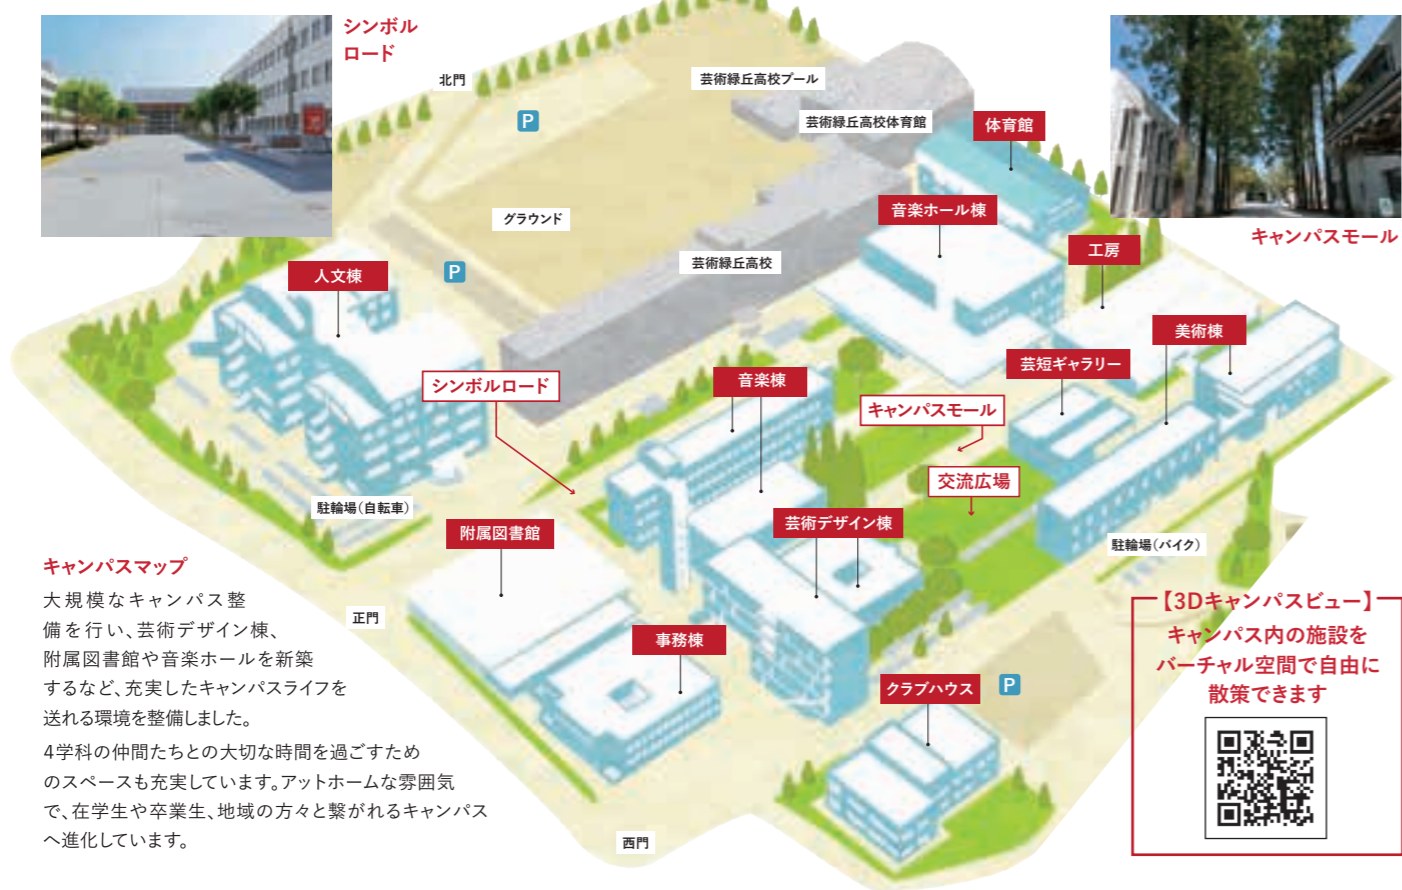 シンボル
ロード
北門
芸術緑丘高校プール
芸術緑丘高校体育館
体育館
P
グラウンド
音楽ホール棟
キャンパスモール
工房
芸術緑丘高校
P
人文棟
美術棟
芸短ギャラリー
シンボルロード
音楽棟
キャンパスモール
交流広場
駐輪場(自転車)
附属図書館
芸術デザイン棟
駐輪場(バイク)
キャンパスマップ
大規模なキャンパス整
備を行い、芸術デザイン棟、
附属図書館や音楽ホールを新築
するなど、充実したキャンパスライフを
送れる環境を整備しました。
4学科の仲間たちとの大切な時間を過ごすため
のスペースも充実しています。アットホームな雰囲気
で、在学生や卒業生、地域の方々と繋がれるキャンパス
へ進化しています。
正門
事務棟
クラブハウス
P
西門
【3Dキャンパスビュー】
キャンパス内の施設を
バーチャル空間で自由に
散策できます